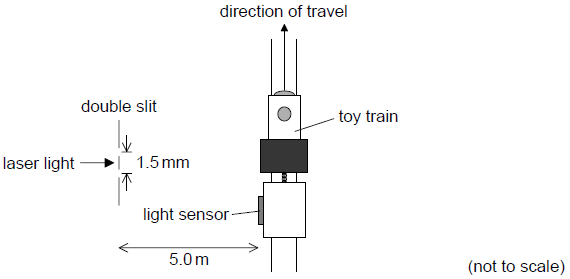 direction of travel
double slit
toy train
laser light
1.5 mm
light sensor
5.0 m
(not to scale)